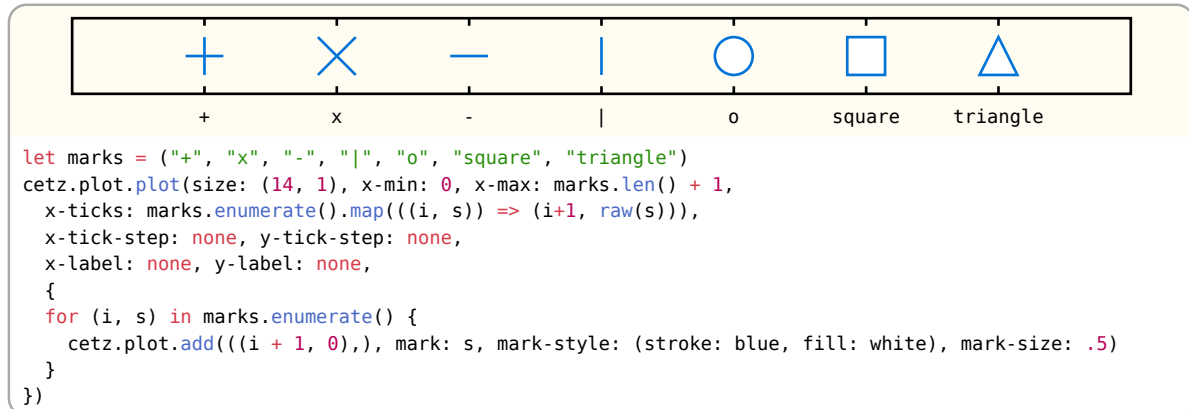 + x - | o square triangle
let marks = ("+", "x", "-", "|", "o", "square", "triangle")
cetz.plot.plot(size: (14, 1), x-min: 0, x-max: marks.len() + 1,
  x-ticks: marks.enumerate().map(((i, s)) => (i+1, raw(s))),
  x-tick-step: none, y-tick-step: none,
  x-label: none, y-label: none,
  {
  for (i, s) in marks.enumerate() {
    cetz.plot.add(((i + 1, 0),), mark: s, mark-style: (stroke: blue, fill: white), mark-size: .5)
  }
})